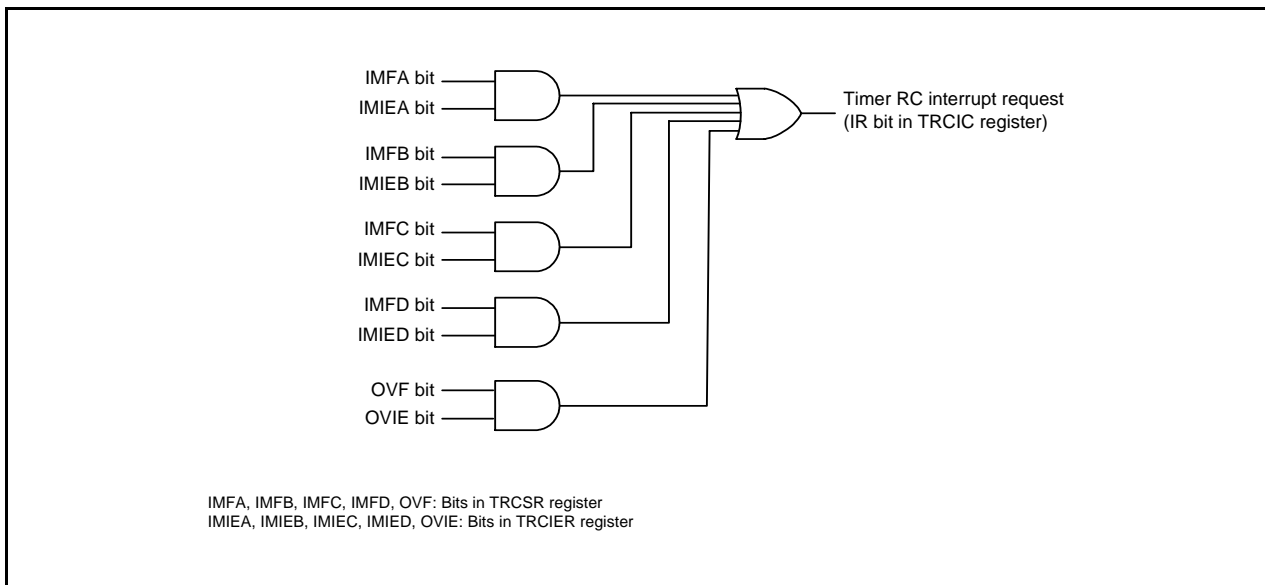 IMFA bit
IMIEA bit
IMFB bit
IMIEB bit
IMFC bit
IMIEC bit
IMFD bit
IMIED bit
OVF bit
OVIE bit
Timer RC interrupt request
(IR bit in TRCIC register)
IMFA, IMFB, IMFC, IMFD, OVF: Bits in TRCSR register
IMIEA, IMIEB, IMIEC, IMIED, OVIE: Bits in TRCIER register